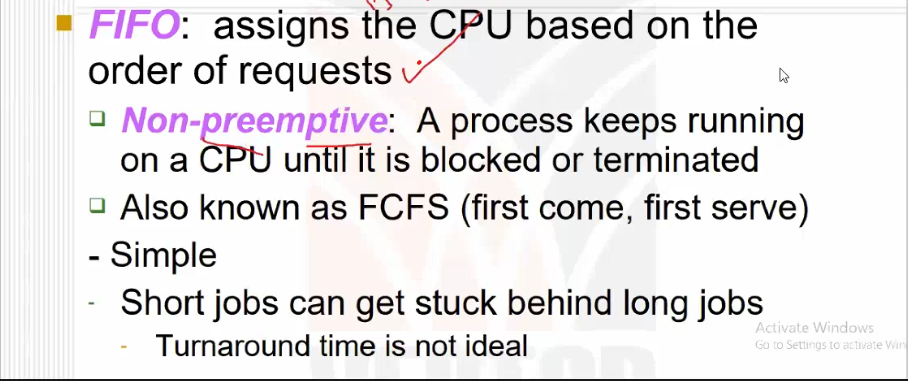 ■ FIFO: assigns the CPU based on the
order of requests
❑ Non-preemptive: A process keeps running
on a CPU until it is blocked or terminated
❑ Also known as FCFS (first come, first serve)
- Simple
- Short jobs can get stuck behind long jobs
- Turnaround time is not ideal
Activate Windows
Go to Settings to activate Win